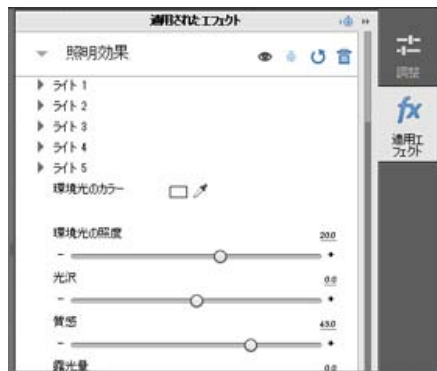 適用されたエフェクト
照明効果
ライト 1
ライト 2
ライト 3
ライト 4
ライト 5
環境光のカラー
環境光の照度
20.0
- +
光沢
0.0
- +
質感
43.0
- +
露光量
0.0
調整
fx
適用エ
フェクト